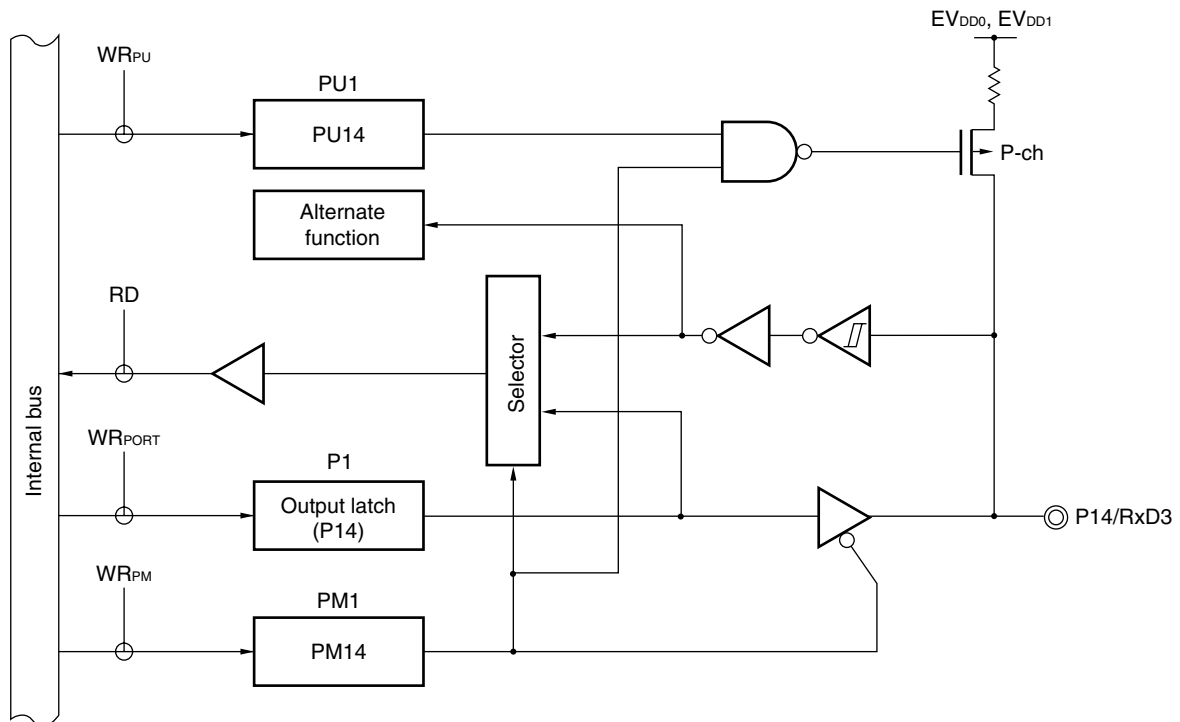 EVDD0, EVDD1
WRPU
PU1
PU14
P-ch
Alternate
function
RD
Selector
Internal bus
WRPORT
P1
Output latch
(P14)
P14/RxD3
WRPM
PM1
PM14